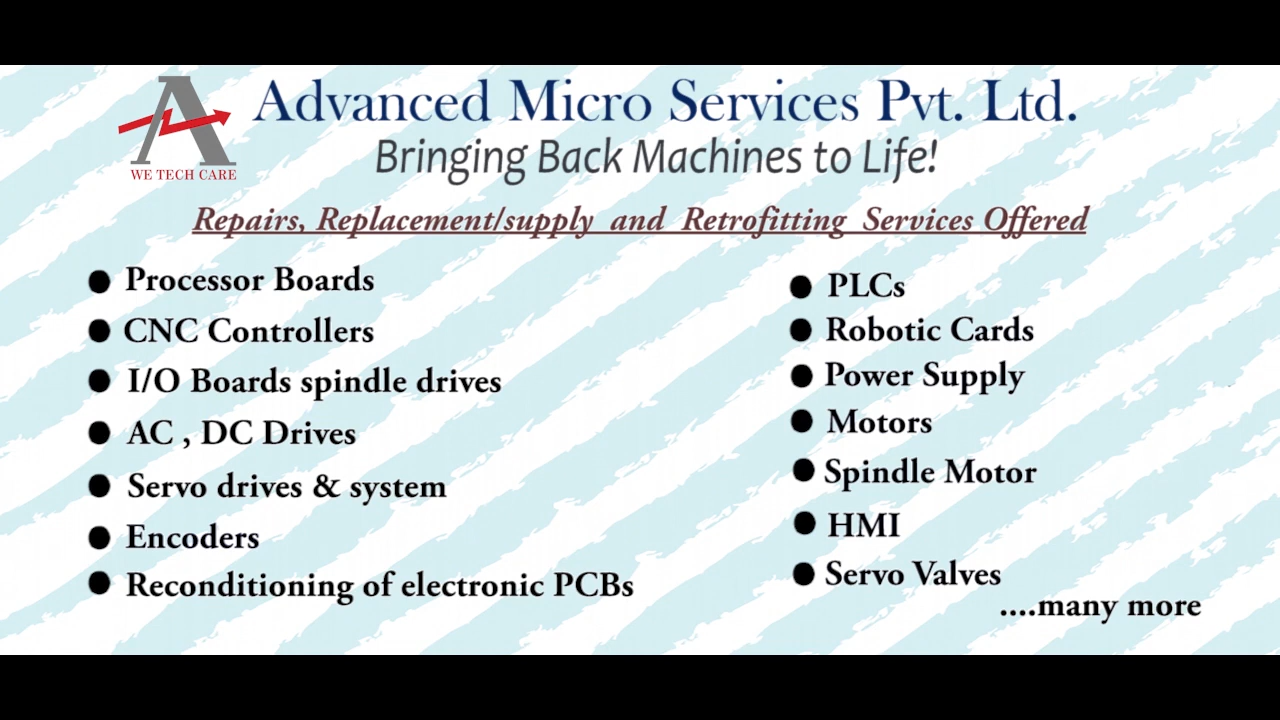 Advanced Micro Services Pvt. Ltd.
Bringing Back Machines to Life!
WE TECH CARE
Repairs, Replacement/supply and Retrofitting Services Offered
Processor Boards
CNC Controllers
I/O Boards spindle drives
AC , DC Drives
Servo drives & system
Encoders
Reconditioning of electronic PCBs
PLCs
Robotic Cards
Power Supply
Motors
Spindle Motor
HMI
Servo Valves
....many more